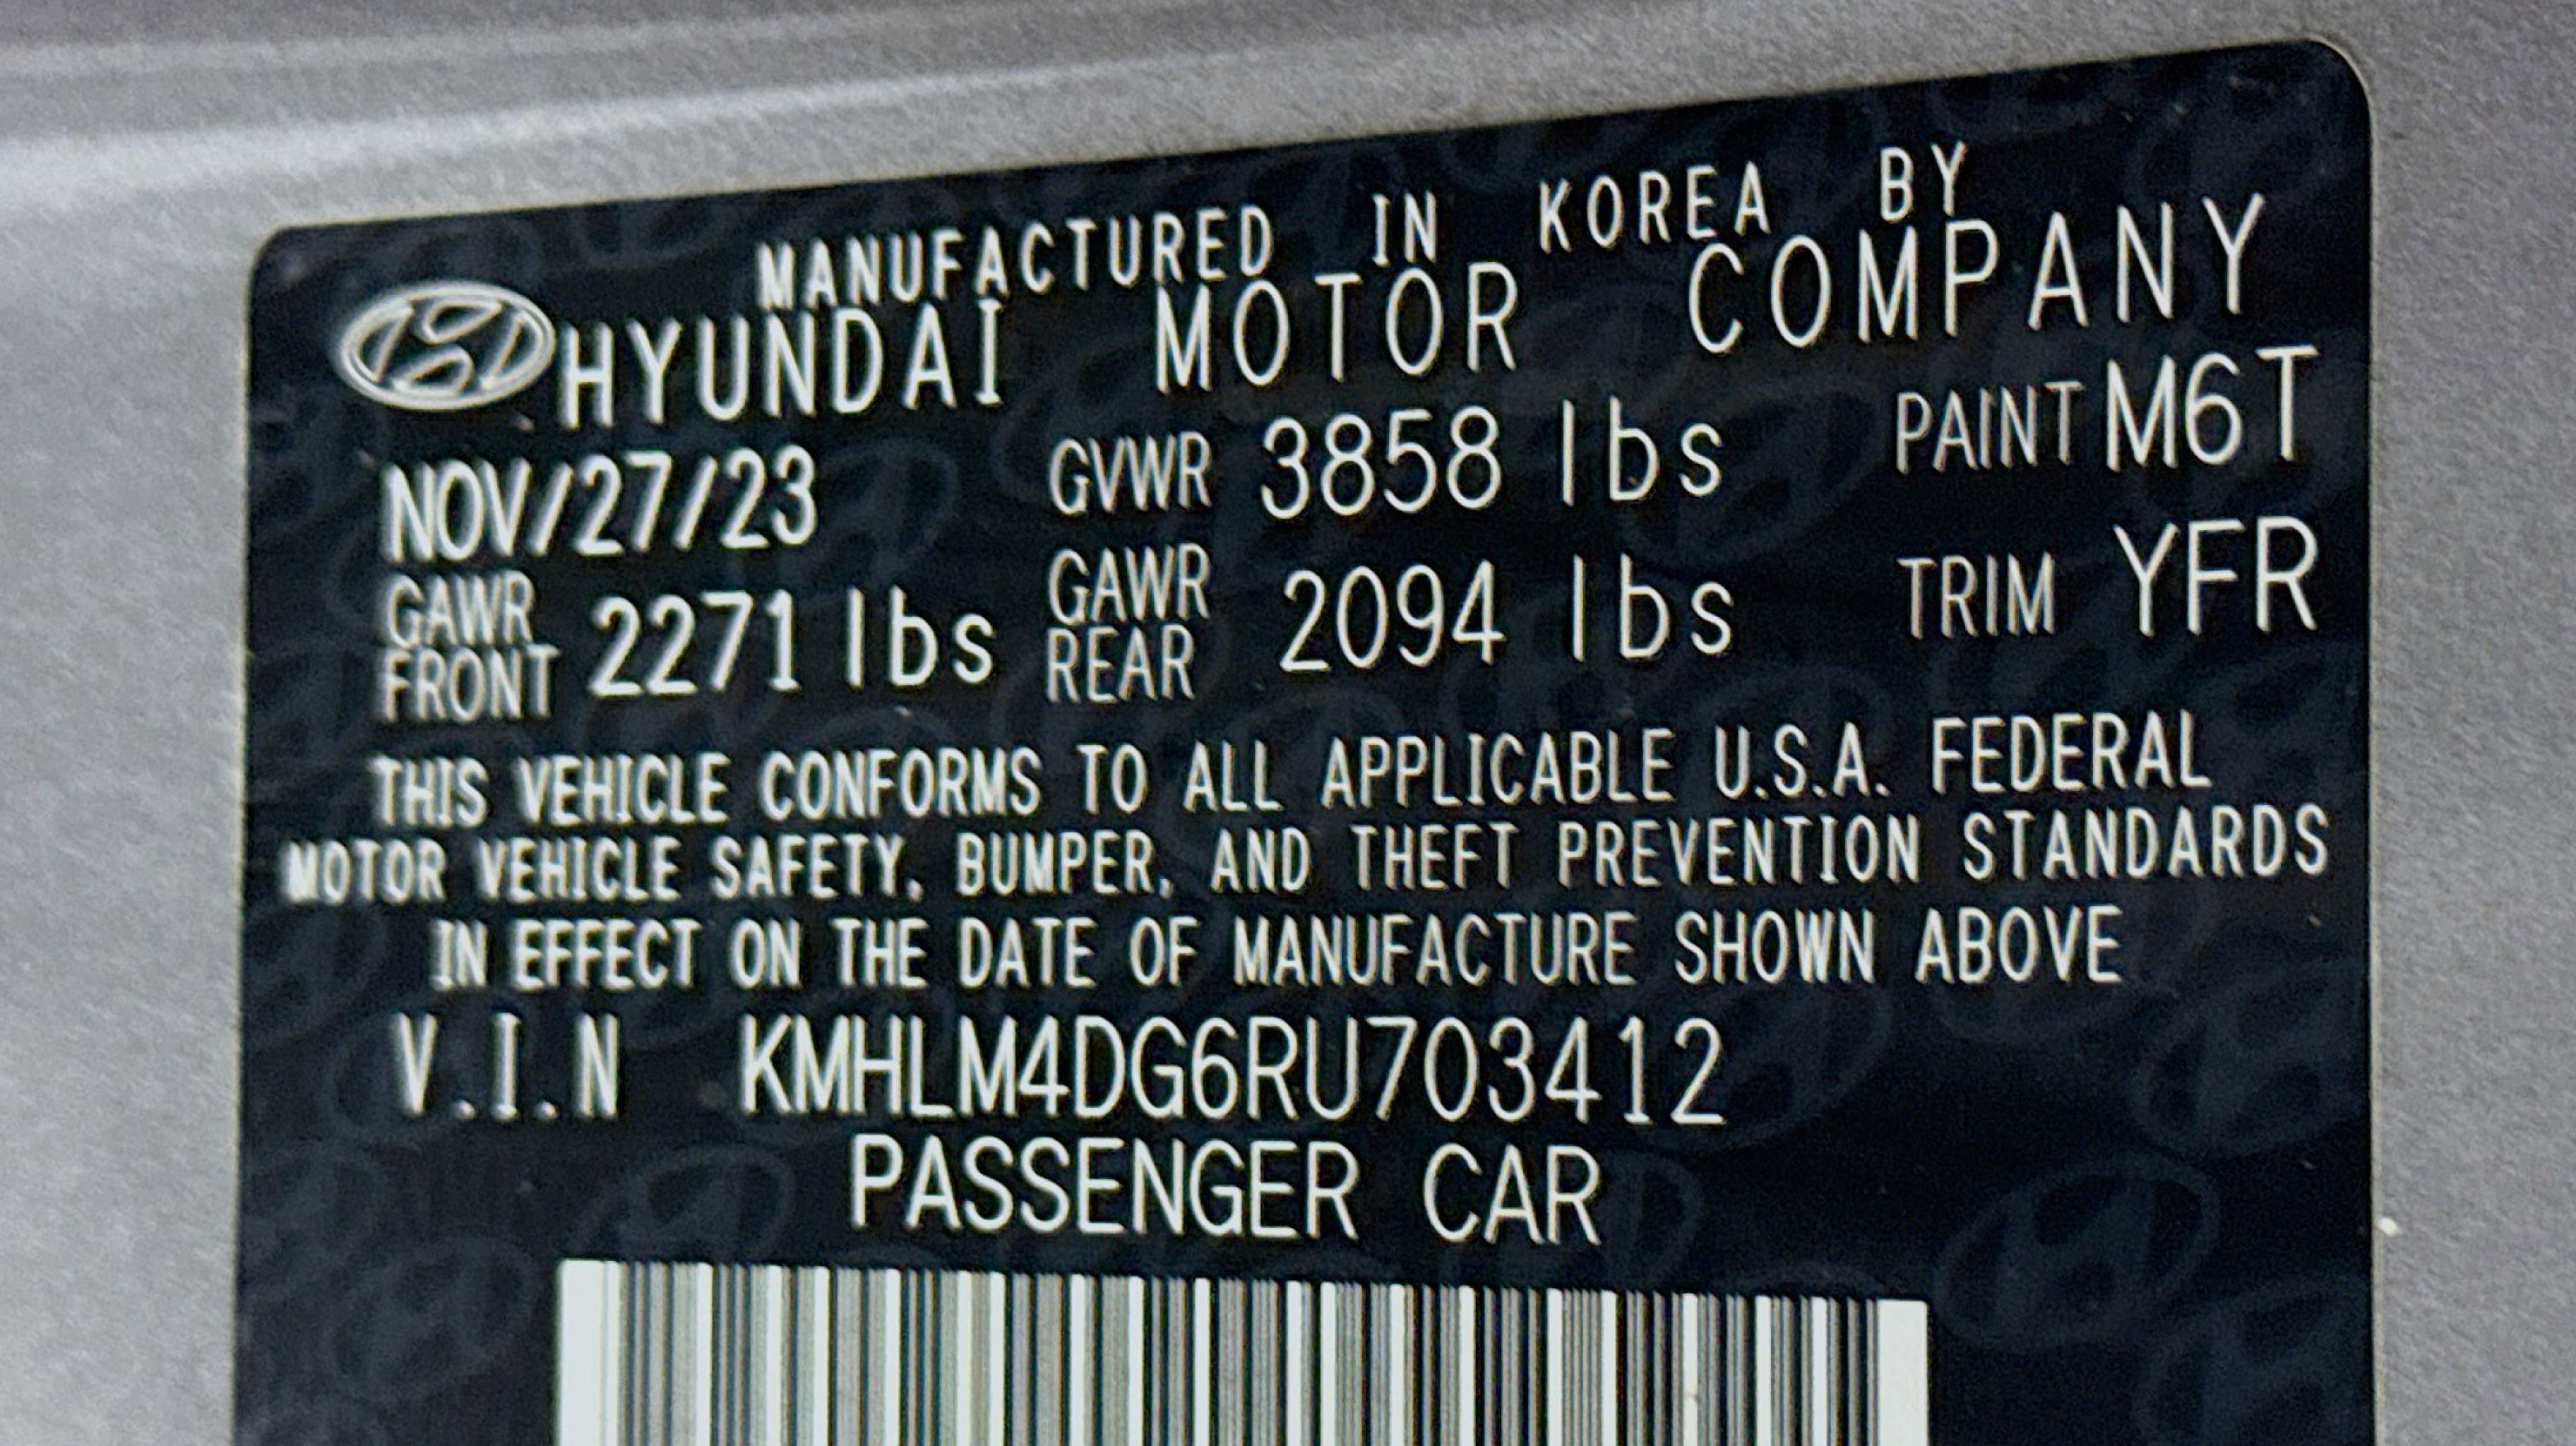 MANUFACTURED IN KOREA BY
HYUNDAI MOTOR COMPANY
NOV/27/23 GVWR 3858 lbs PAINT M6T
GAWR FRONT 2271 lbs GAWR REAR 2094 lbs TRIM YFR
THIS VEHICLE CONFORMS TO ALL APPLICABLE U.S.A. FEDERAL
MOTOR VEHICLE SAFETY, BUMPER, AND THEFT PREVENTION STANDARDS
IN EFFECT ON THE DATE OF MANUFACTURE SHOWN ABOVE
V.I.N KMHLM4DG6RU703412
PASSENGER CAR